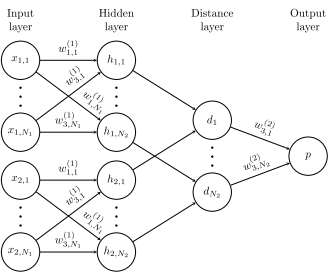 Input layer
Hidden layer
Distance layer
Output layer
x_{1,1}
w_{1,1}^{(1)}
h_{1,1}
w_{3,1}^{(1)}
w_{1,N_1}^{(1)}
x_{1,N_1}
w_{3,N_1}^{(1)}
h_{1,N_2}
x_{2,1}
w_{1,1}^{(1)}
h_{2,1}
w_{3,1}^{(1)}
w_{1,N_1}^{(1)}
x_{2,N_1}
w_{3,N_1}^{(1)}
h_{2,N_2}
d_1
d_{N_2}
w_{3,1}^{(2)}
w_{3,N_2}^{(2)}
p